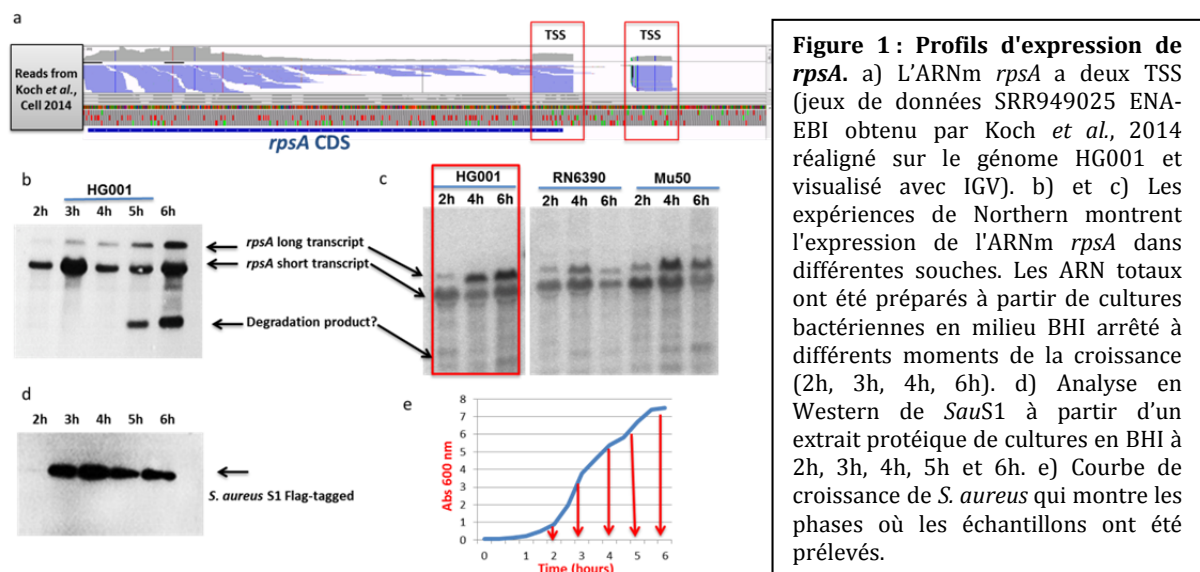 a
TSS
TSS
Reads from
Koch et al.,
Cell 2014
rpsA CDS
b
HG001
2h 3h 4h 5h 6h
rpsA long transcript
rpsA short transcript
Degradation product?
c
HG001 RN6390 Mu50
2h 4h 6h 2h 4h 6h 2h 4h 6h
d
2h 3h 4h 5h 6h
S. aureus S1 Flag-tagged
e
Abs 600 nm
8
7
6
5
4
3
2
1
0
0 1 2 3 4 5 6
Time (hours)
Figure 1 : Profils d'expression de
rpsA. a) L’ARNm rpsA a deux TSS
(jeux de données SRR949025 ENA-
EBI obtenu par Koch et al., 2014
réaligné sur le génome HG001 et
visualisé avec IGV). b) et c) Les
expériences de Northern montrent
l'expression de l'ARNm rpsA dans
différentes souches. Les ARN totaux
ont été préparés à partir de cultures
bactériennes en milieu BHI arrêté à
différents moments de la croissance
(2h, 3h, 4h, 6h). d) Analyse en
Western de SauS1 à partir d’un
extrait protéique de cultures en BHI à
2h, 3h, 4h, 5h et 6h. e) Courbe de
croissance de S. aureus qui montre les
phases où les échantillons ont été
prélevés.